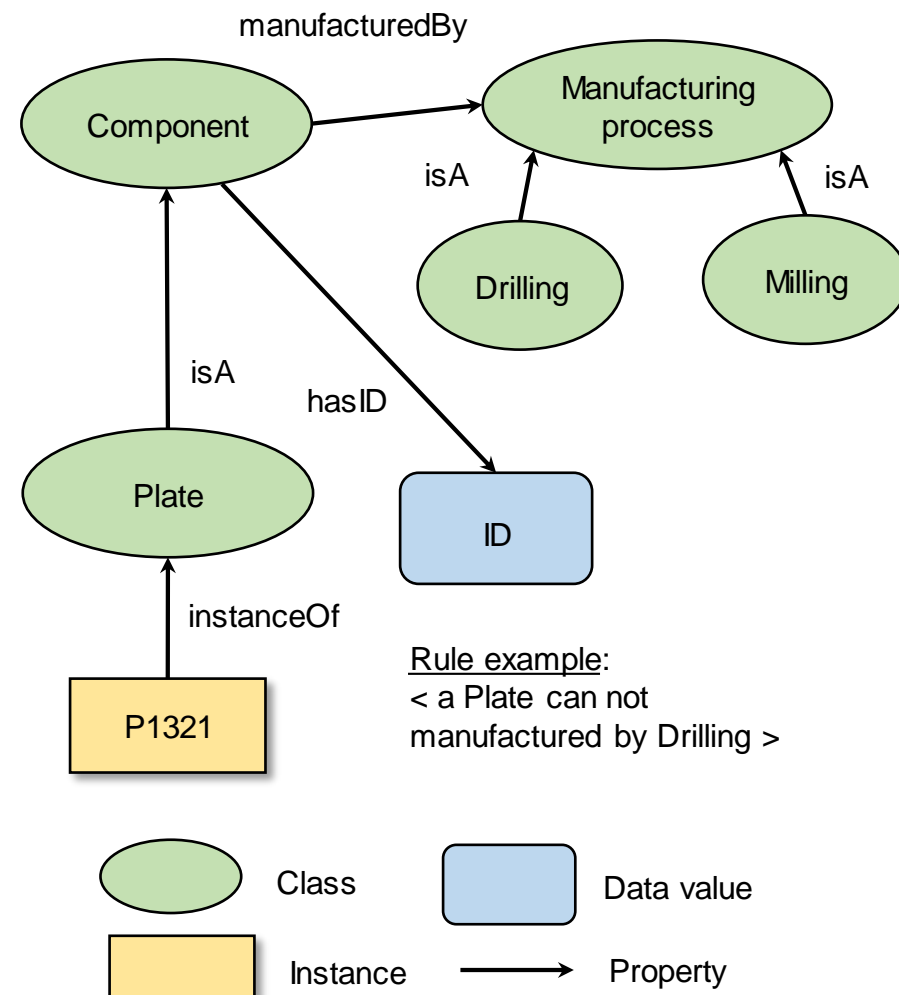 manufacturedBy
Component
Manufacturing
process
isA
isA
Drilling
Milling
isA
hasID
Plate
ID
instanceOf
Rule example:
< a Plate can not
manufactured by Drilling >
P1321
Class
Data value
Instance
Property